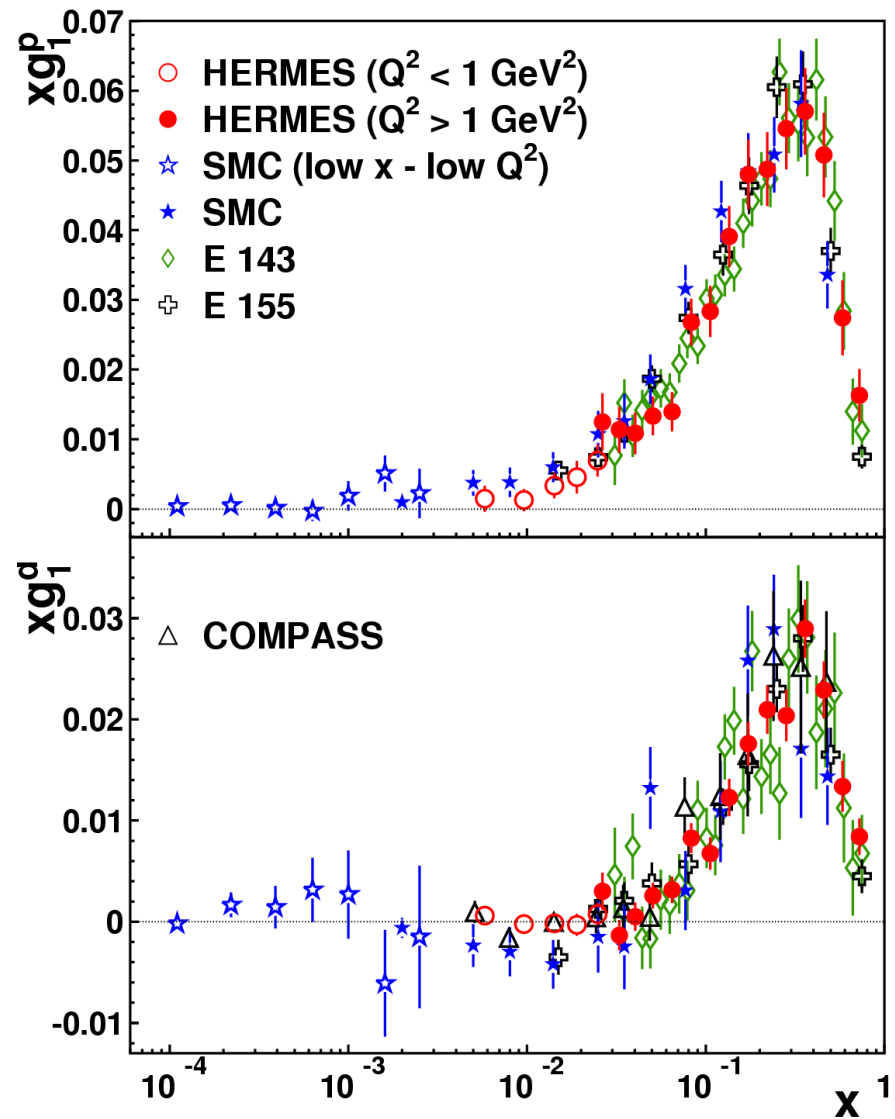 xg₁ᵖ
0.07
0.06
0.05
0.04
0.03
0.02
0.01
0
HERMES (Q² < 1 GeV²)
HERMES (Q² > 1 GeV²)
SMC (low x - low Q²)
SMC
E 143
E 155
xg₁ᵈ
0.03
0.02
0.01
0
-0.01
COMPASS
10⁻⁴ 10⁻³ 10⁻² 10⁻¹ 1
x